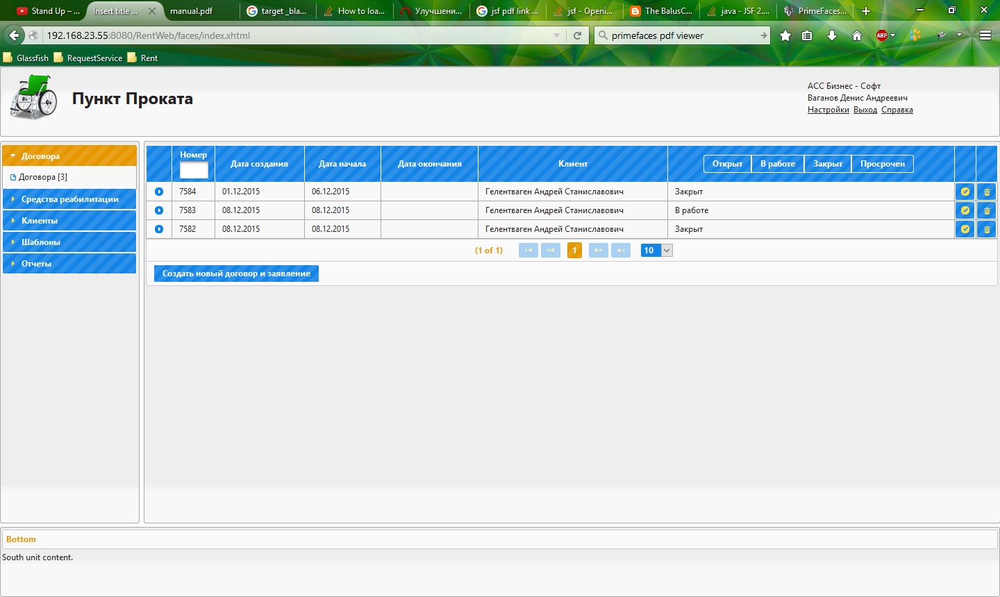 Stand Up – ...
Insert title ...
manual.pdf
target _bla...
How to loa...
Улучшени...
jsf pdf link ...
jsf - Openi...
The BalusC...
java - JSF 2....
PrimeFaces...
192.168.23.55:8080/RentWeb/faces/index.xhtml
primefaces pdf viewer
ABP
Glassfish RequestService Rent
Пункт Проката
АСС Бизнес - Софт
Ваганов Денис Андреевич
Настройки Выход Справка
Договора
Договора [3]
Средства реабилитации
Клиенты
Шаблоны
Отчеты
Номер Дата создания Дата начала Дата окончания Клиент Открыт В работе Закрыт Просрочен
7584 01.12.2015 06.12.2015 Гелентваген Андрей Станиславович Закрыт
7583 08.12.2015 08.12.2015 Гелентваген Андрей Станиславович В работе
7582 08.12.2015 08.12.2015 Гелентваген Андрей Станиславович Закрыт
(1 of 1) 1 10
Создать новый договор и заявление
Bottom
South unit content.